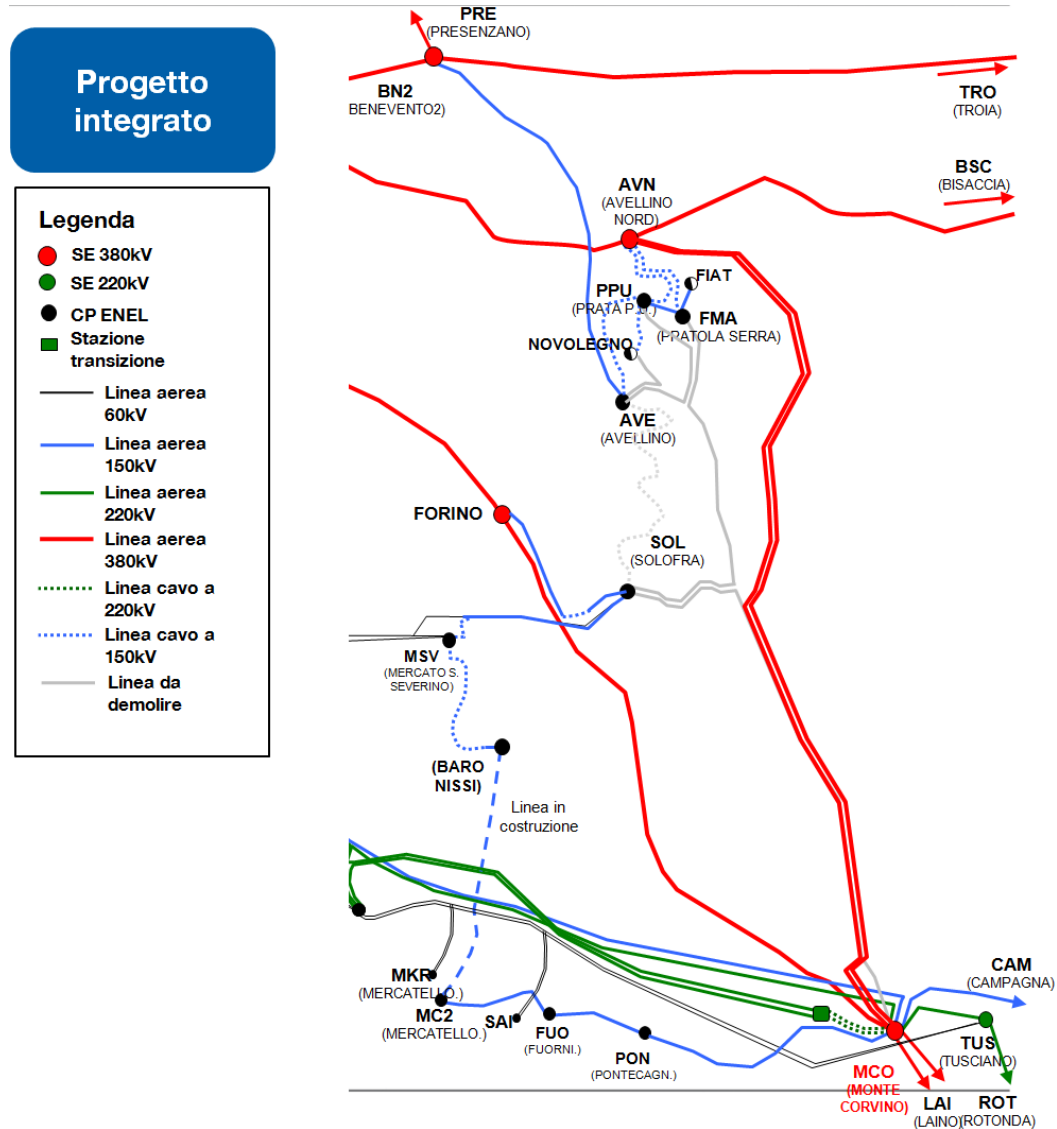 Progetto
integrato
Legenda
SE 380kV
SE 220kV
CP ENEL
Stazione
transizione
Linea aerea
60kV
Linea aerea
150kV
Linea aerea
220kV
Linea aerea
380kV
Linea cavo a
220kV
Linea cavo a
150kV
Linea da
demolire
PRE
(PRESENZANO)
BN2
BENEVENTO2)
TRO
(TROIA)
BSC
(BISACCIA)
AVN
(AVELLINO
NORD)
FIAT
PPU
(PRATA P.U.)
FMA
(PRATOLA SERRA)
NOVOLEGNO
AVE
(AVELLINO)
FORINO
SOL
(SOLOFRA)
MSV
(MERCATO S.
SEVERINO)
(BARO
NISSI)
Linea in
costruzione
MKR
(MERCATELLO.)
MC2
(MERCATELLO.)
SAI
FUO
(FUORNI.)
PON
(PONTECAGN.)
CAM
(CAMPAGNA)
TUS
(TUSCIANO)
MCO
(MONTE
CORVINO)
LAI
(LAINO)
ROT
(ROTONDA)